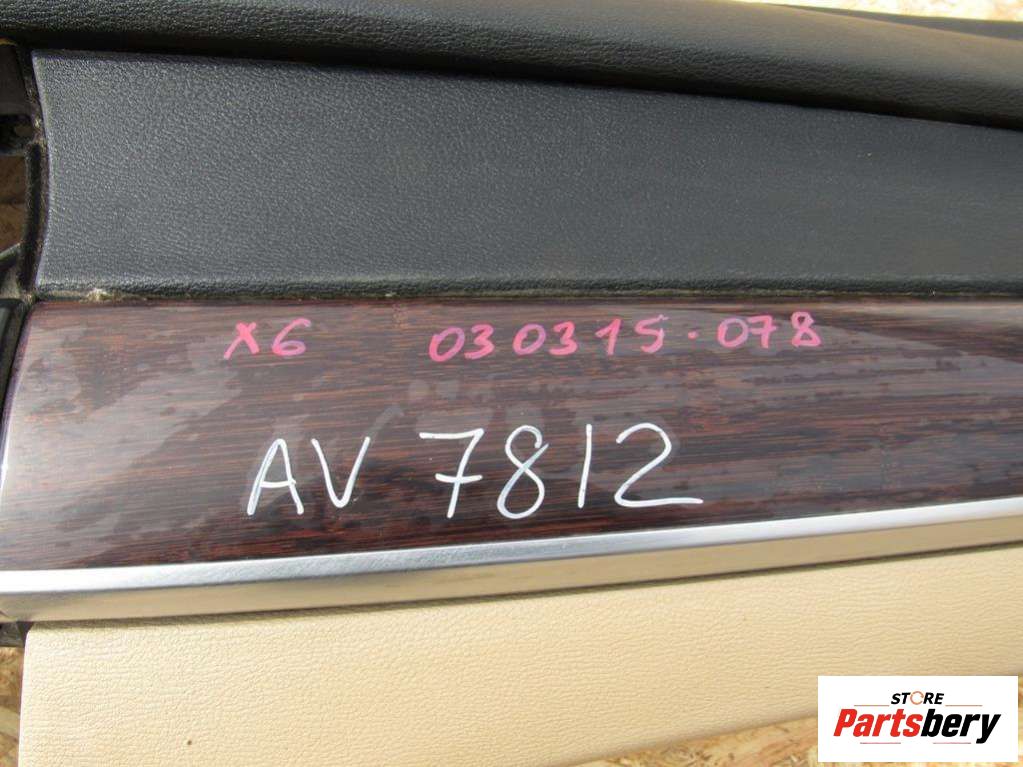 X6 030315-078
AV 7812
STORE
Partsbery